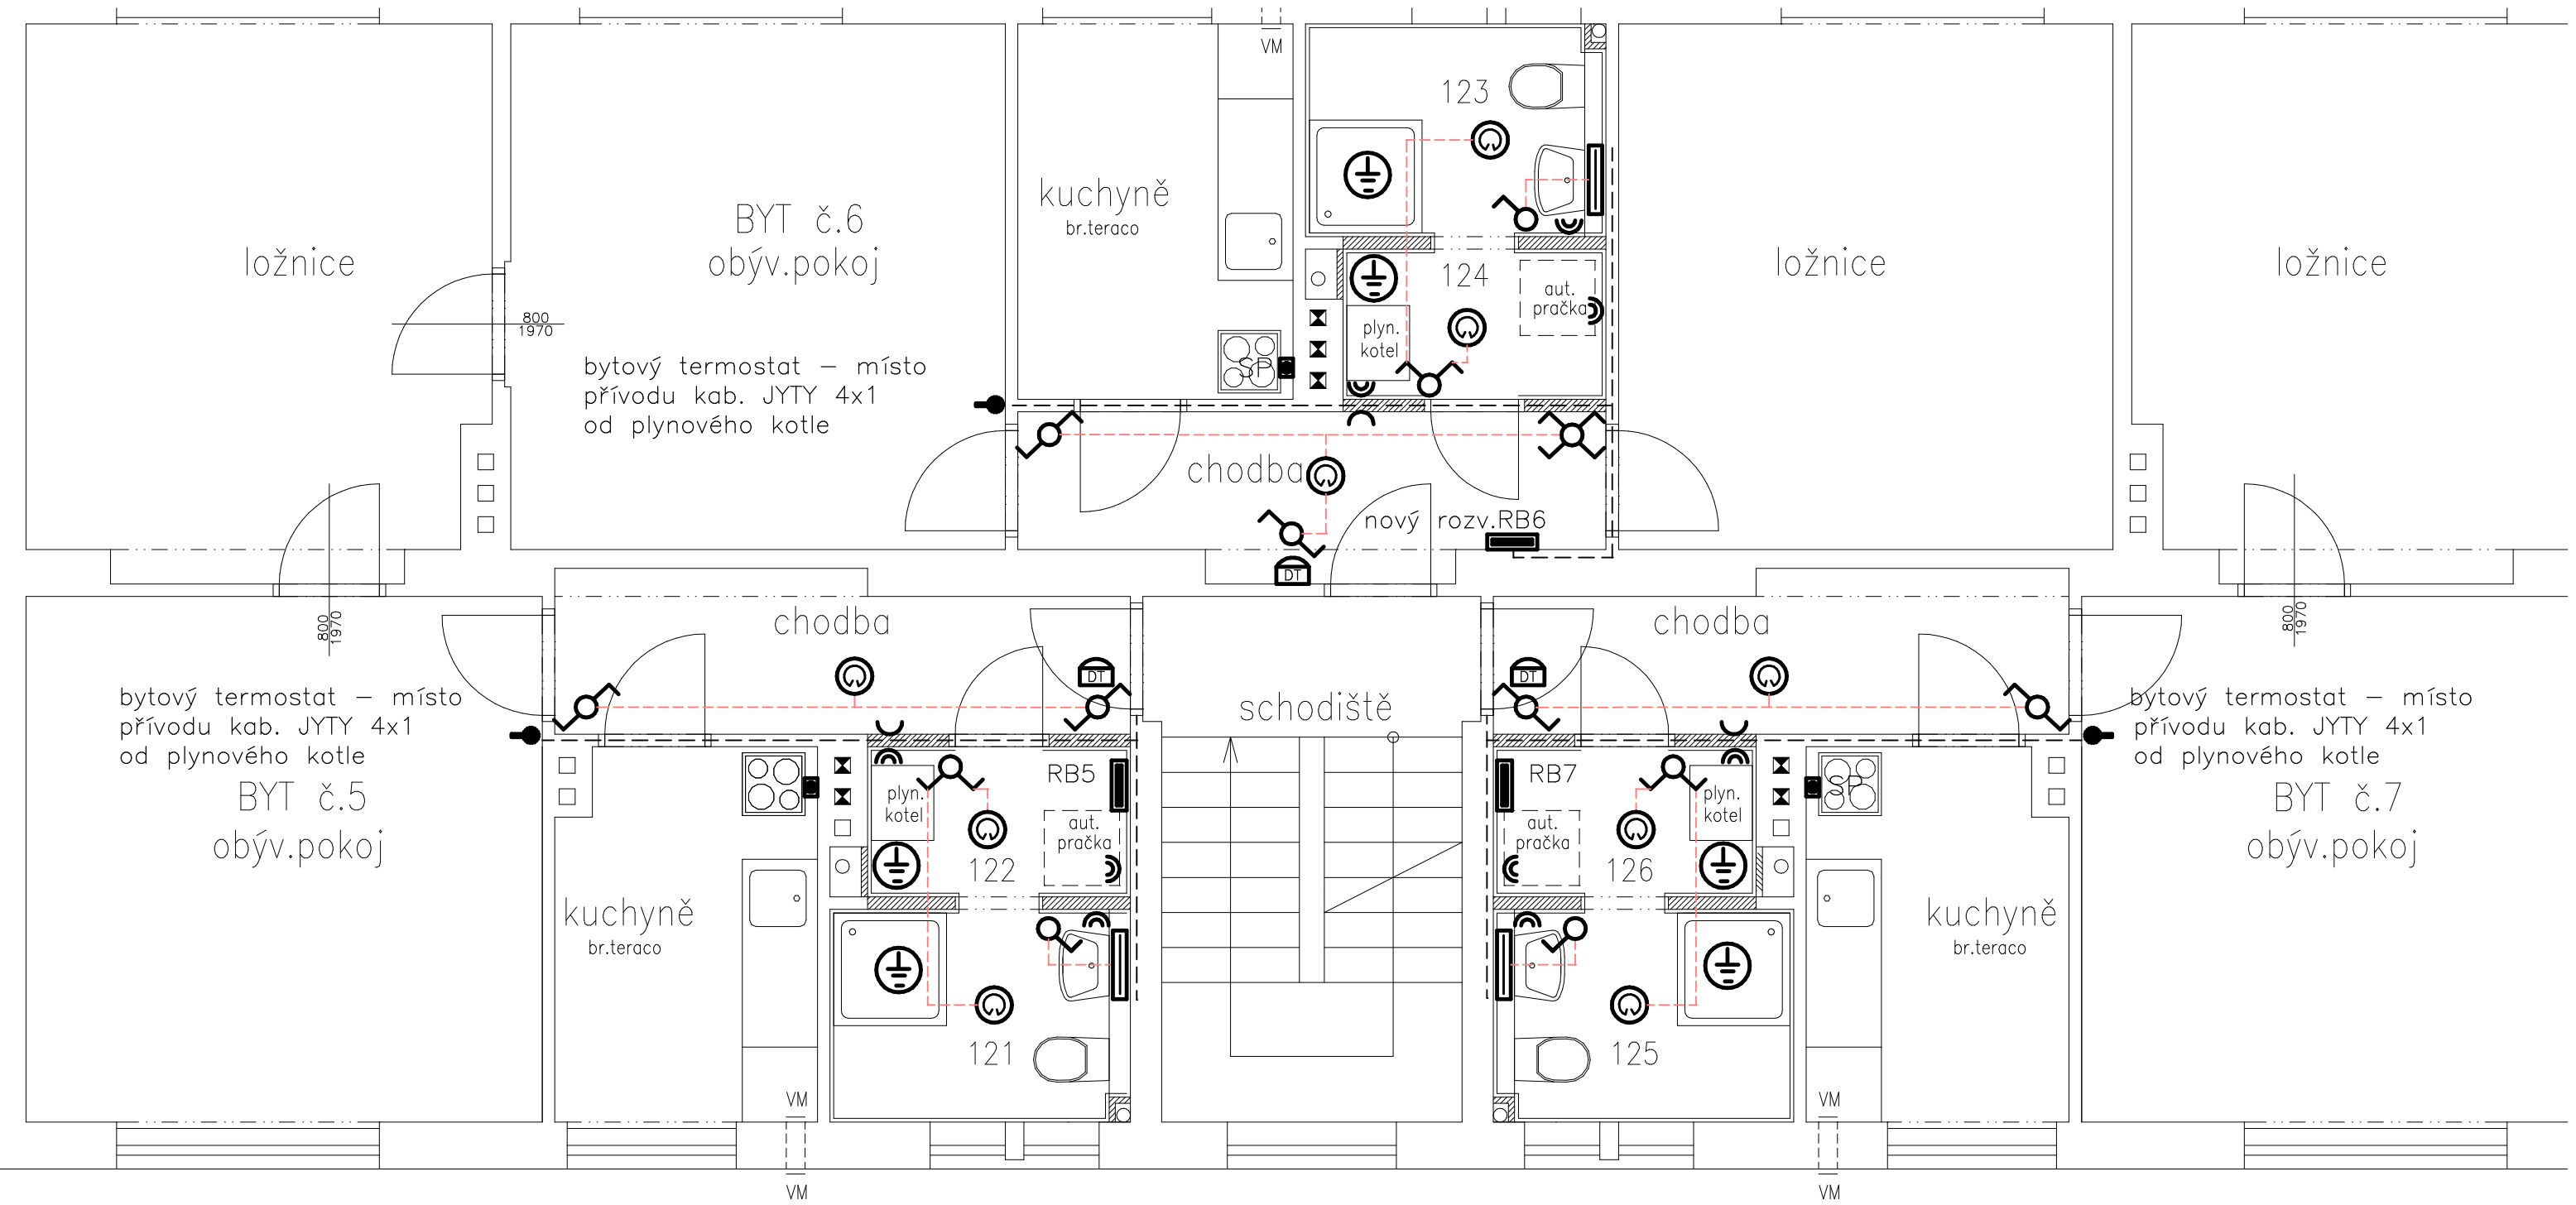 VM
123
kuchyně
br.teraco
BYT č.6
obýv.pokoj
ložnice
ložnice
ložnice
124
aut.
pračka
plyn.
kotel
SP
800
1970
bytový termostat – místo
přívodu kab. JYTY 4x1
od plynového kotle
chodba
nový rozv.RB6
DT
800
1970
800
1970
chodba
chodba
DT
DT
schodiště
bytový termostat – místo
přívodu kab. JYTY 4x1
od plynového kotle
BYT č.5
obýv.pokoj
bytový termostat – místo
přívodu kab. JYTY 4x1
od plynového kotle
BYT č.7
obýv.pokoj
plyn.
kotel
RB5
aut.
pračka
122
RB7
aut.
pračka
126
plyn.
kotel
SP
kuchyně
br.teraco
kuchyně
br.teraco
121
125
VM
VM
VM
VM